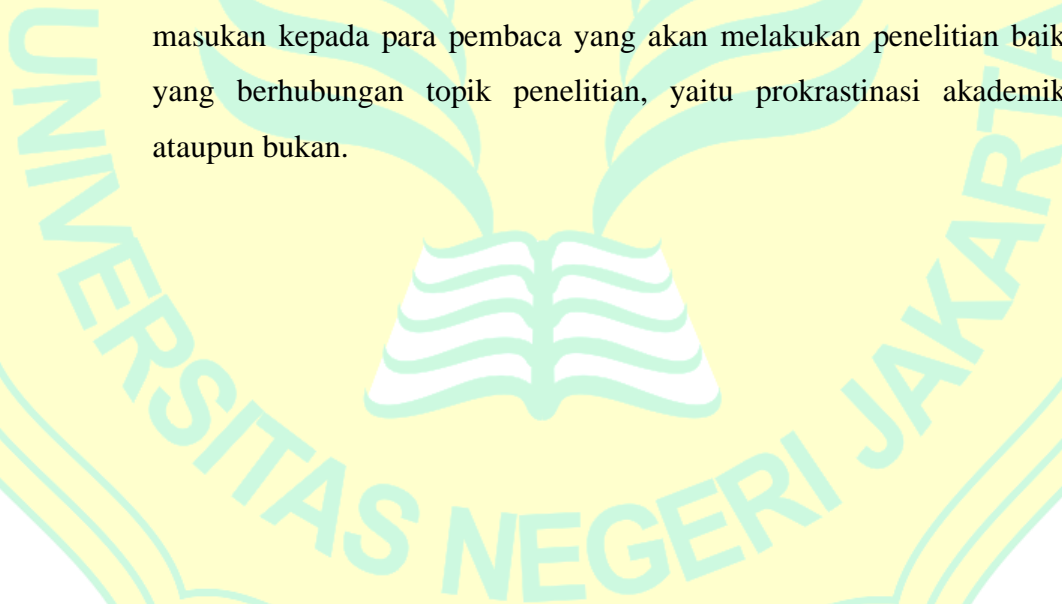 masukan kepada para pembaca yang akan melakukan penelitian baik
yang berhubungan topik penelitian, yaitu prokrastinasi akademik
ataupun bukan.
UNIVERSITAS NEGERI JAKARTA